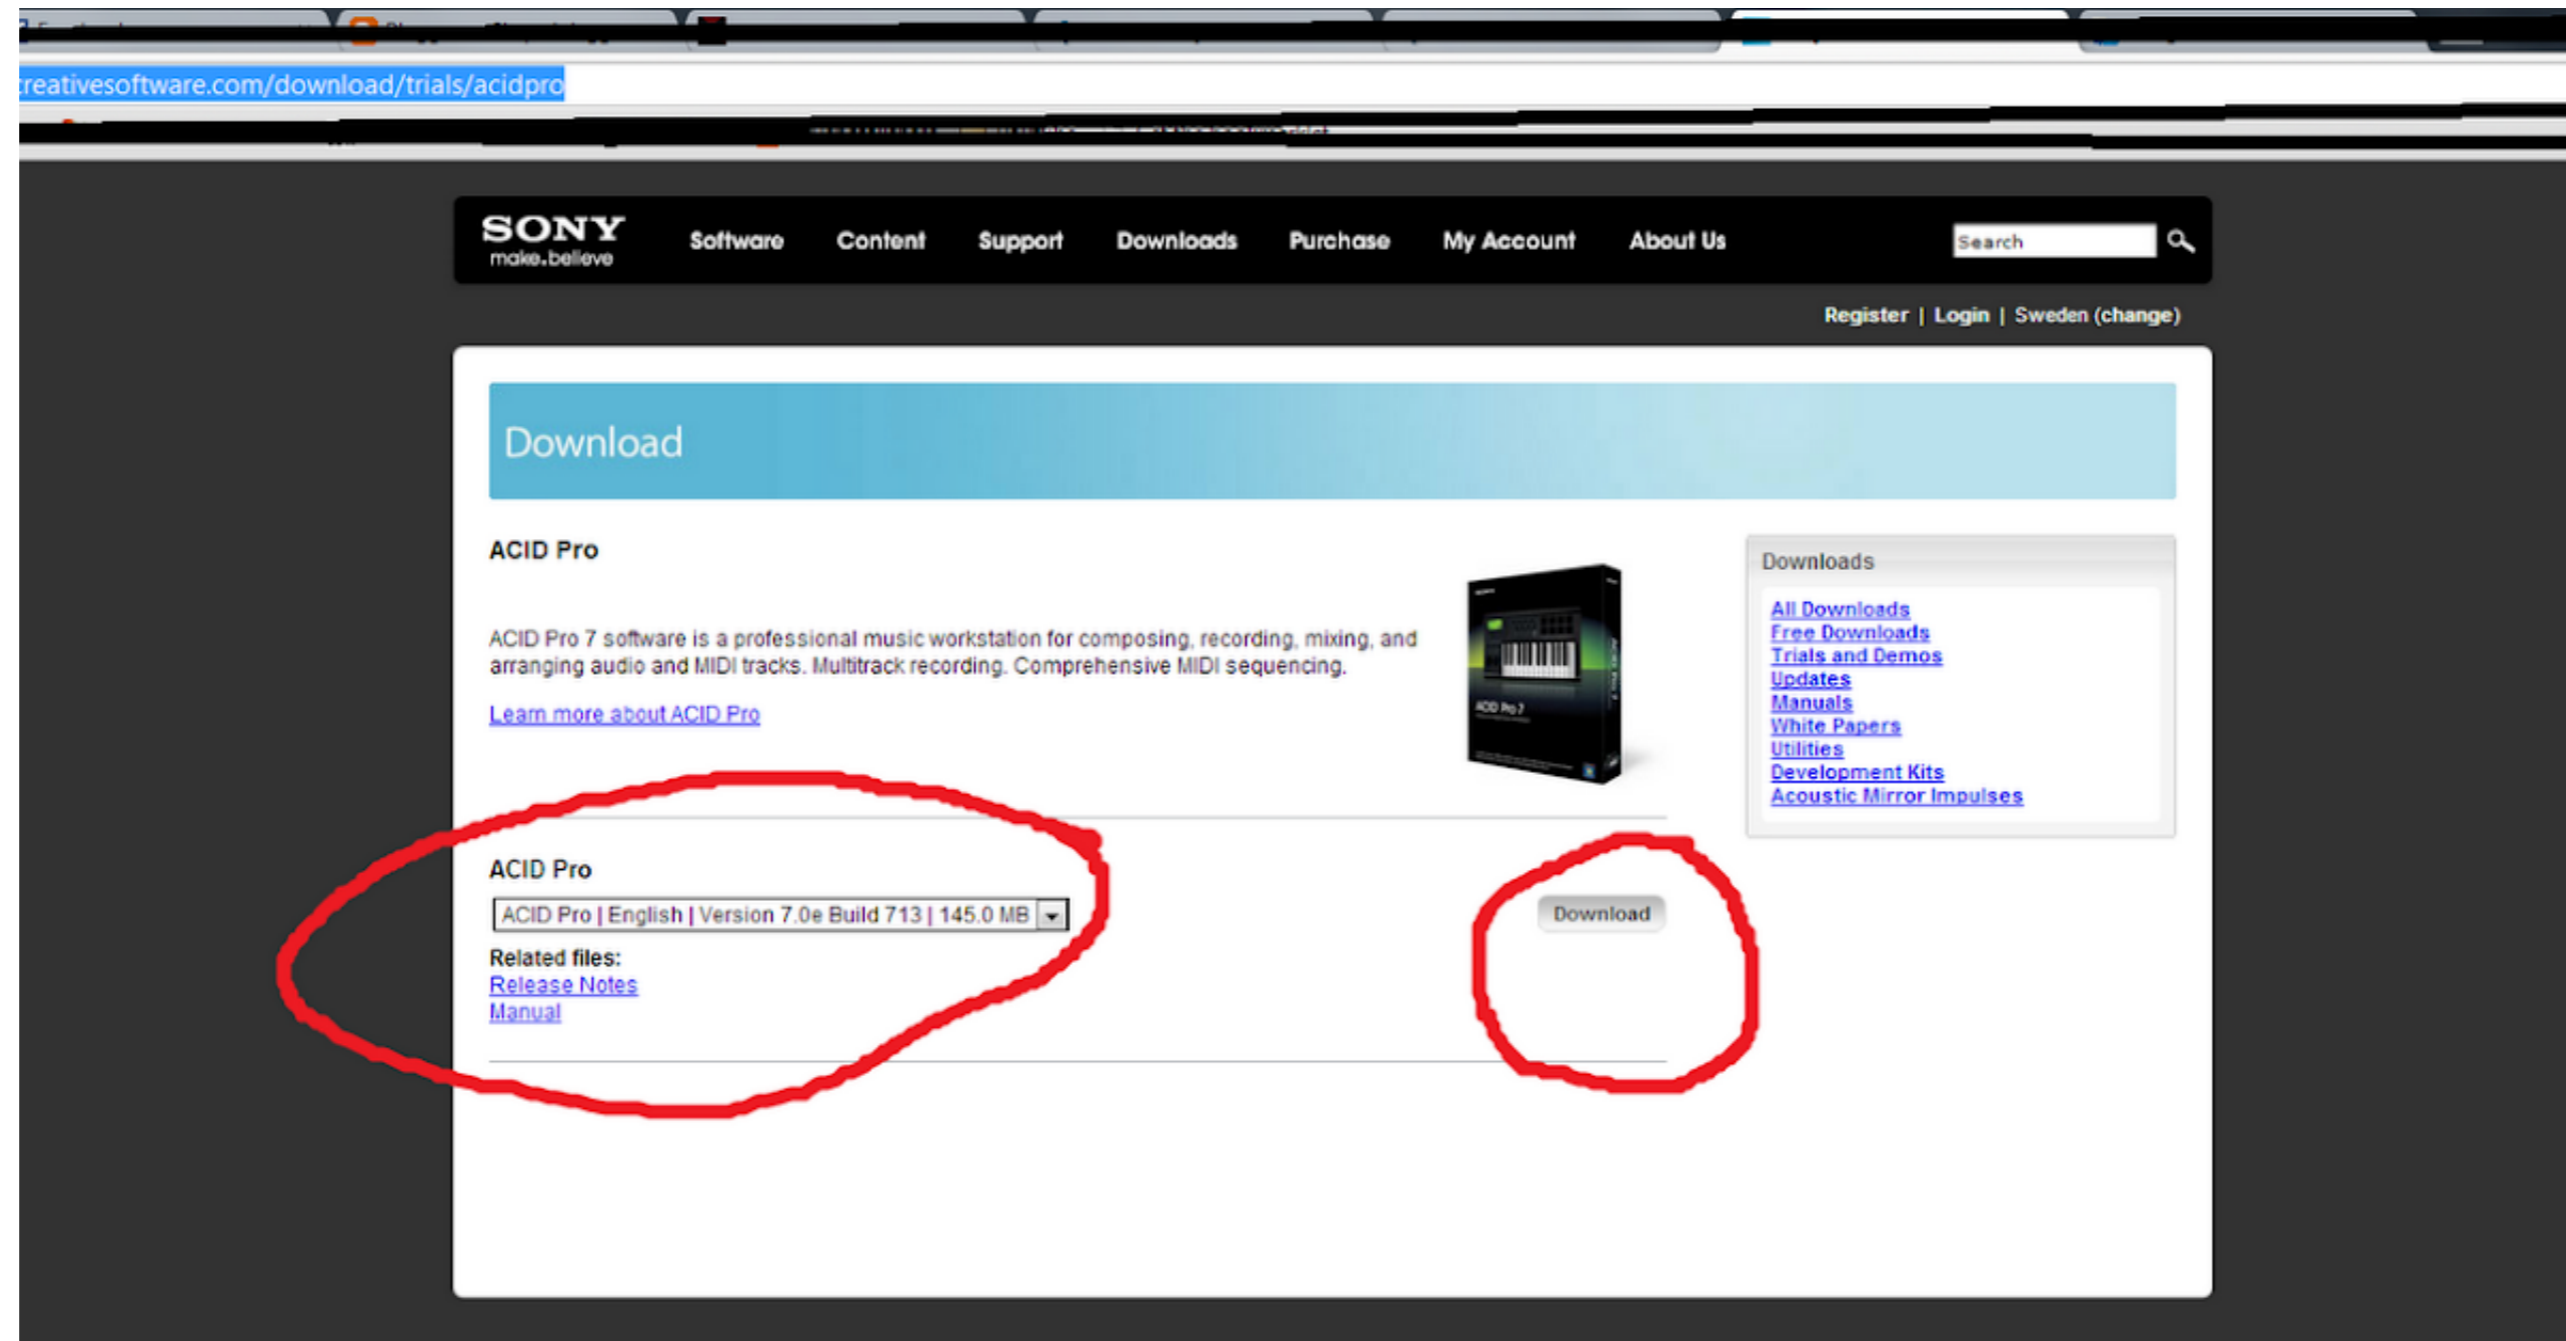 creativesoftware.com/download/trials/acidpro
SONY
make.believe
Software Content Support Downloads Purchase My Account About Us Search
Register | Login | Sweden (change)
Download
ACID Pro
ACID Pro 7 software is a professional music workstation for composing, recording, mixing, and
arranging audio and MIDI tracks. Multitrack recording. Comprehensive MIDI sequencing.
Learn more about ACID Pro
ACID Pro 7
Downloads
All Downloads
Free Downloads
Trials and Demos
Updates
Manuals
White Papers
Utilities
Development Kits
Acoustic Mirror Impulses
ACID Pro
ACID Pro | English | Version 7.0e Build 713 | 145.0 MB
Download
Related files:
Release Notes
Manual